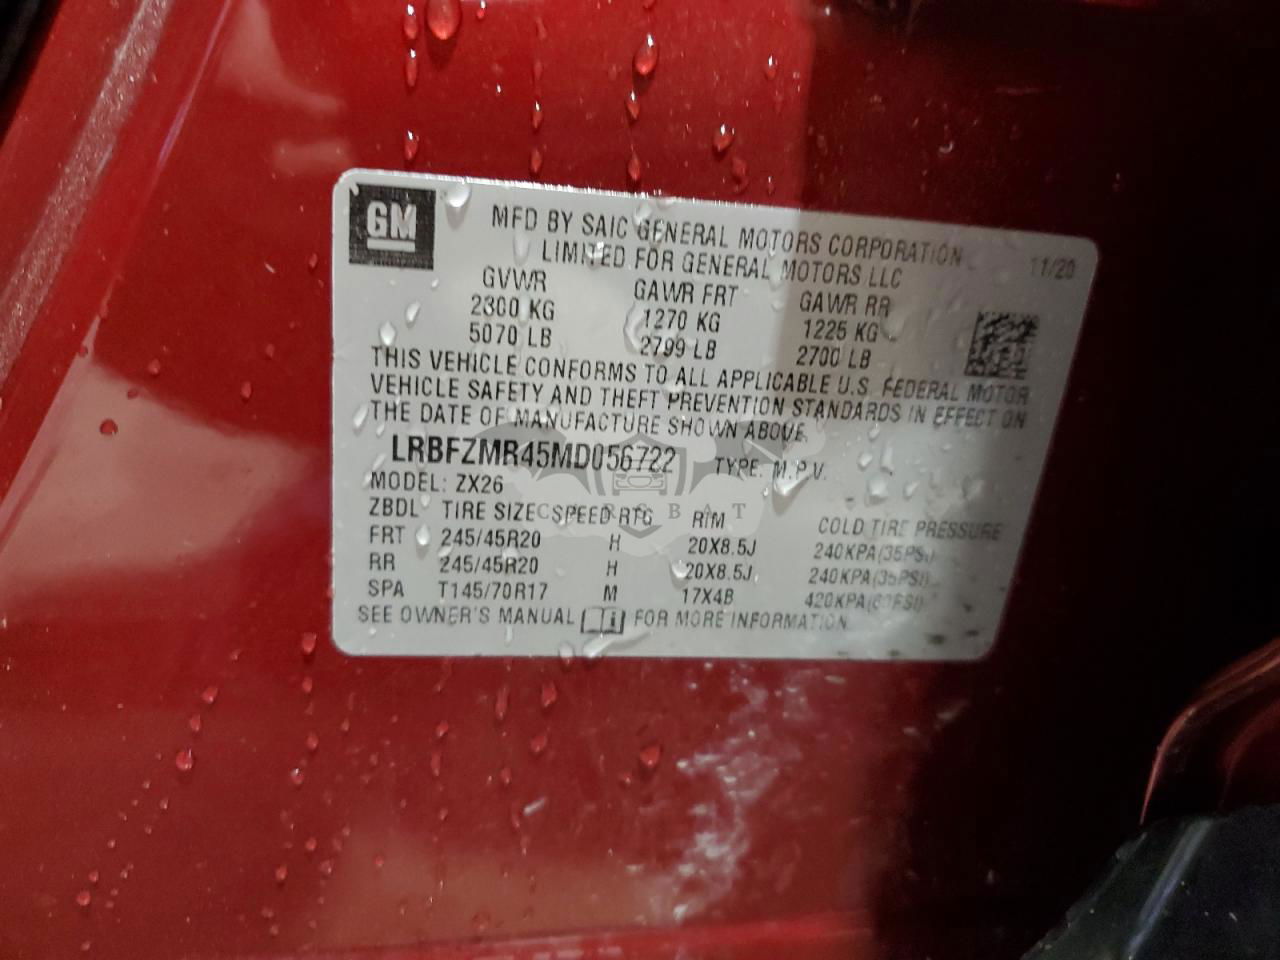 GM
MFD BY SAIC GENERAL MOTORS CORPORATION
LIMITED FOR GENERAL MOTORS LLC
11/20
GVWR GAWR FRT GAWR RR
2300 KG 1270 KG 1225 KG
5070 LB 2799 LB 2700 LB
THIS VEHICLE CONFORMS TO ALL APPLICABLE U.S. FEDERAL MOTOR
VEHICLE SAFETY AND THEFT PREVENTION STANDARDS IN EFFECT ON
THE DATE OF MANUFACTURE SHOWN ABOVE.
LRBFZMR45MD056722 TYPE: M.P.V.
MODEL: ZX26
ZBDL TIRE SIZE SPEED RTG RIM COLD TIRE PRESSURE
FRT 245/45R20 H 20X8.5J 240KPA(35PSI)
RR 245/45R20 H 20X8.5J 240KPA(35PSI)
SPA T145/70R17 M 17X4B 420KPA(60PSI)
SEE OWNER'S MANUAL FOR MORE INFORMATION